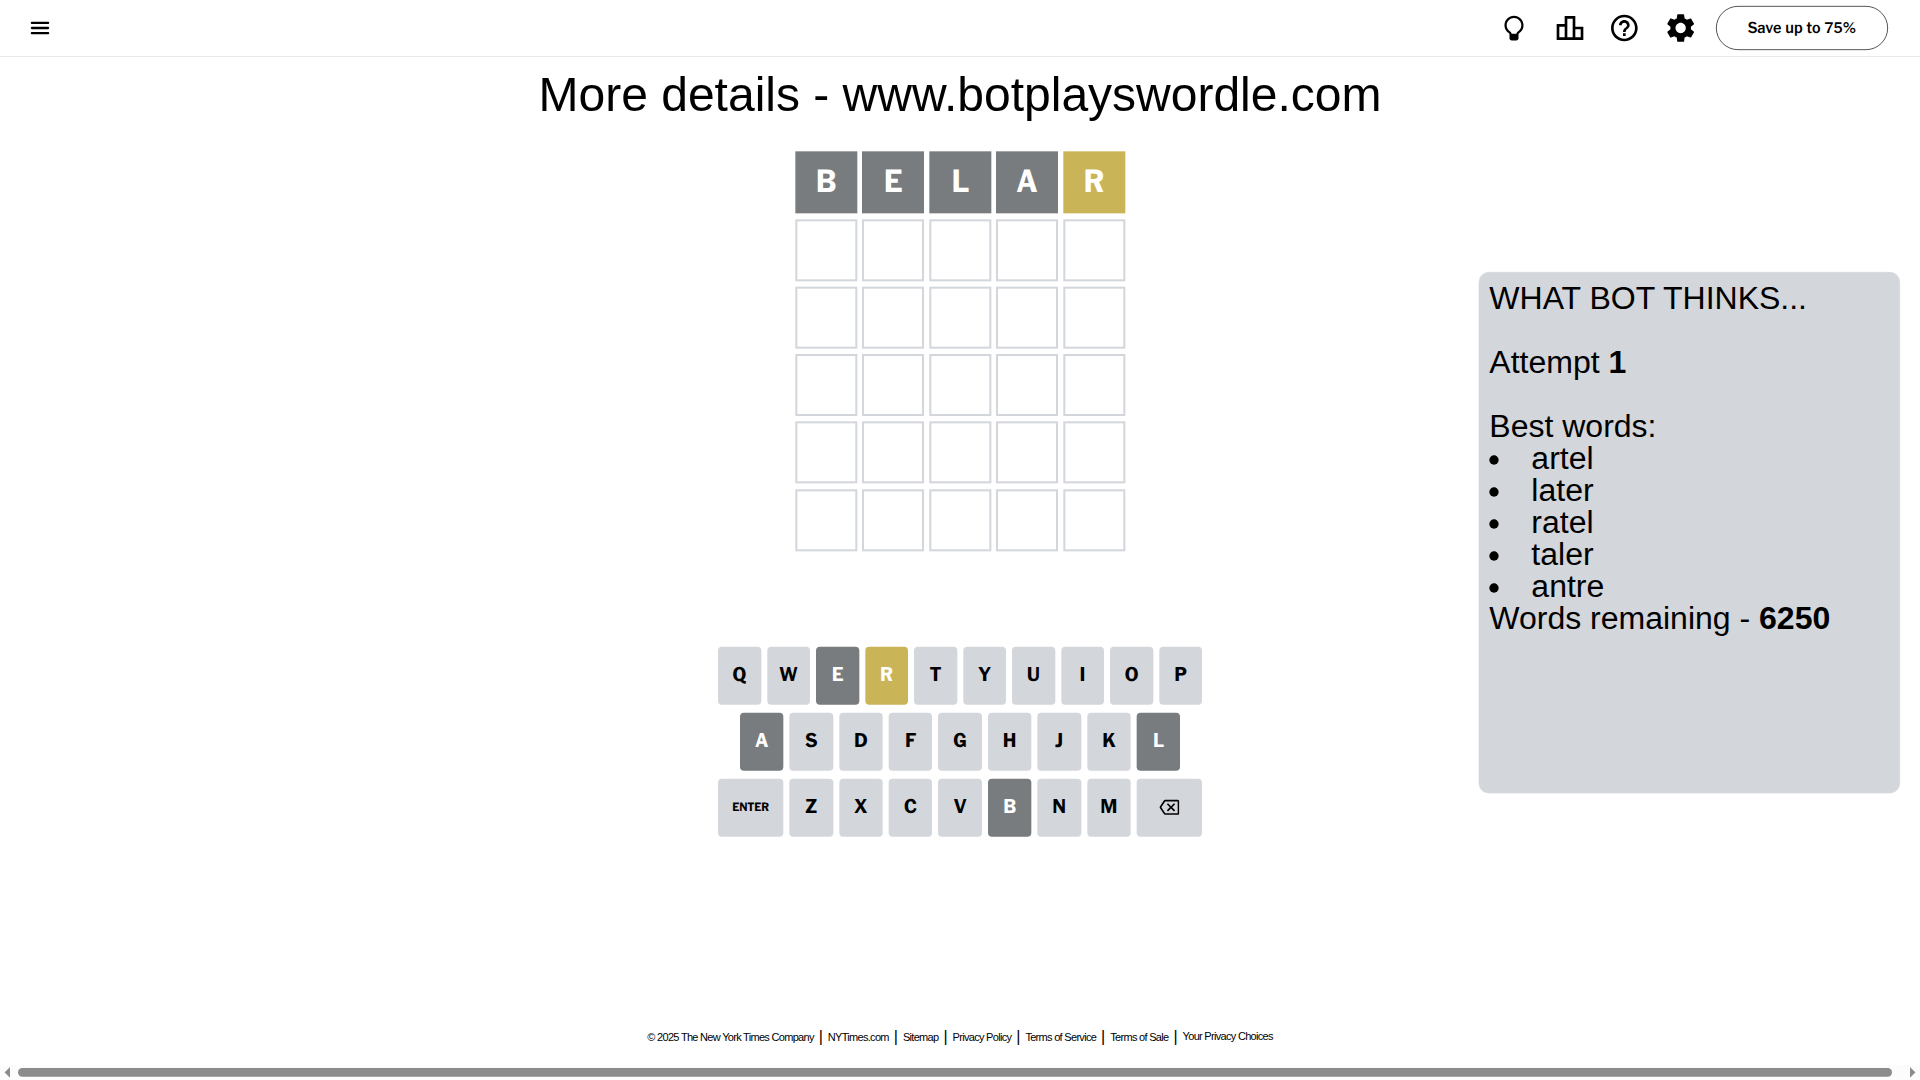 Save up to 75%
More details - www.botplayswordle.com
B E L A R
WHAT BOT THINKS...
Attempt 1
Best words:
artel
later
ratel
taler
antre
Words remaining - 6250
Q W E R T Y U I O P
A S D F G H J K L
ENTER Z X C V B N M
© 2025 The New York Times Company | NYTimes.com | Sitemap | Privacy Policy | Terms of Service | Terms of Sale | Your Privacy Choices